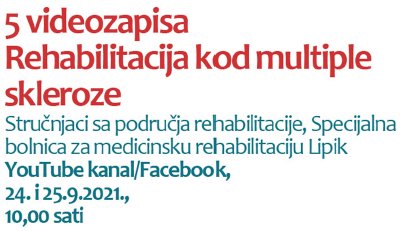 5 videozapisa
Rehabilitacija kod multiple
skleroze
Stručnjaci sa područja rehabilitacije, Specijalna
bolnica za medicinsku rehabilitaciju Lipik
YouTube kanal/Facebook,
24. i 25.9.2021.,
10,00 sati